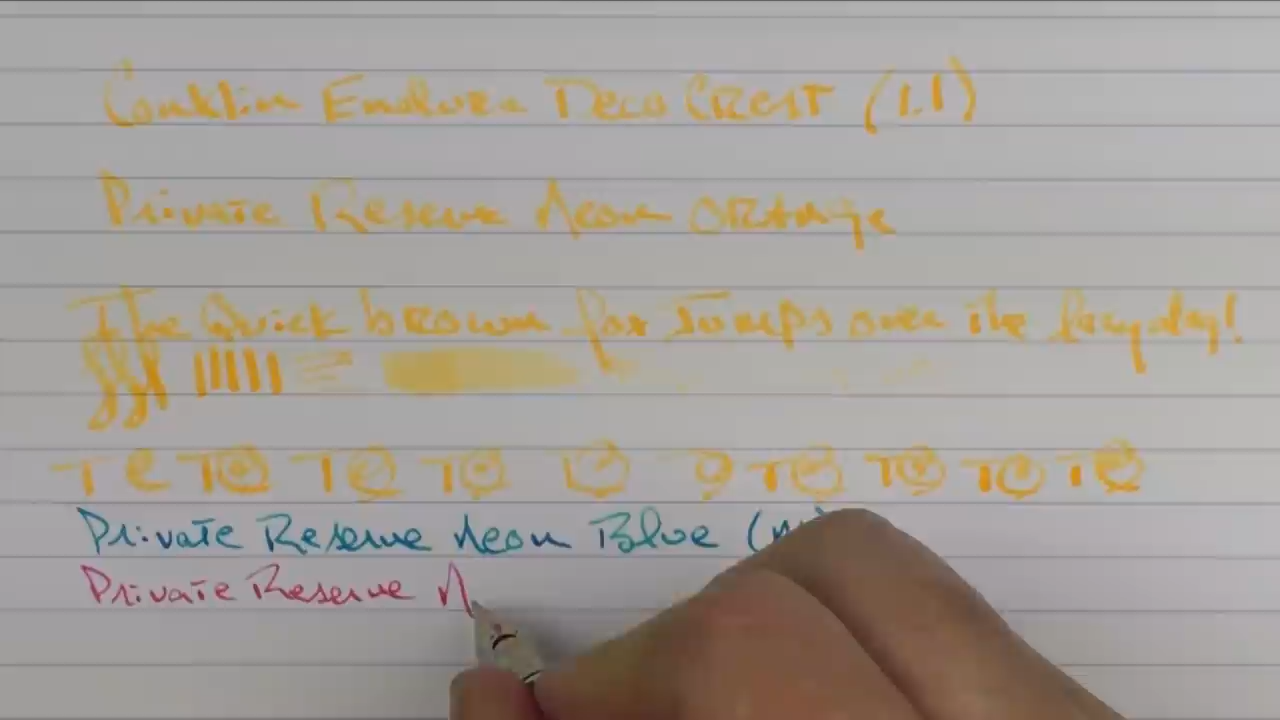 Conklin Endura Deco CREST (1.1)
Private Reserve Neon ORANge
The Quick bROWN fox Jumps over the lazy dog!
Private Reserve Neon Blue
Private Reserve N